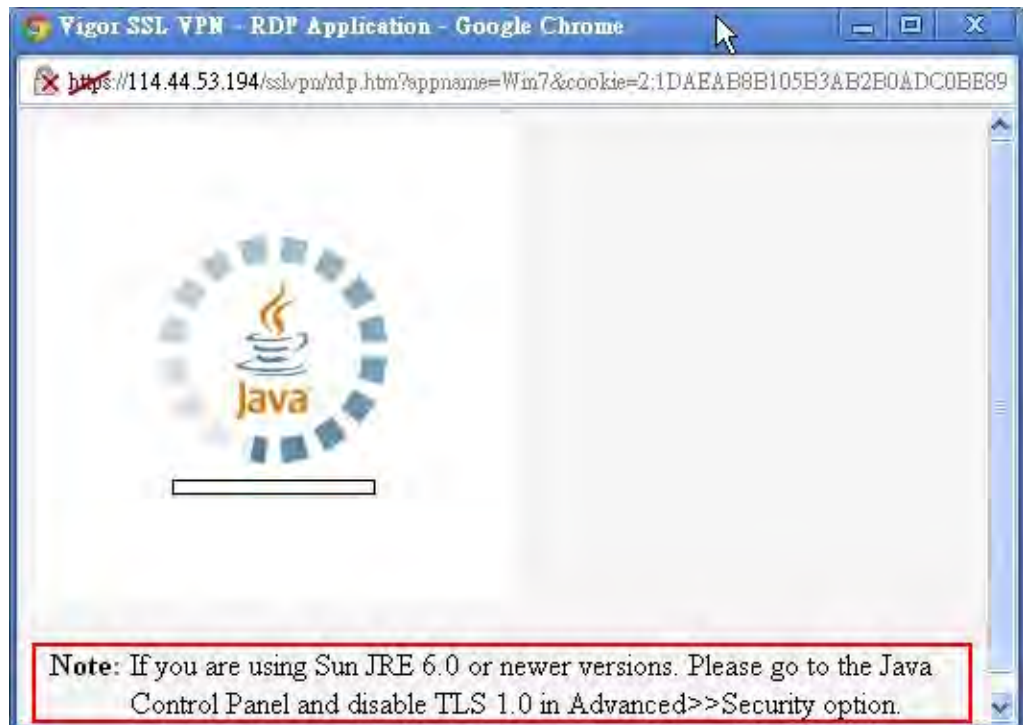 Vigor SSL VPN - RDP Application - Google Chrome
https://114.44.53.194/sslvpn/rdp.htm?appname=Win7&cookie=2:1DAEAB8B105B3AB2B0ADC0BE89
Java
Note: If you are using Sun JRE 6.0 or newer versions. Please go to the Java
Control Panel and disable TLS 1.0 in Advanced>>Security option.